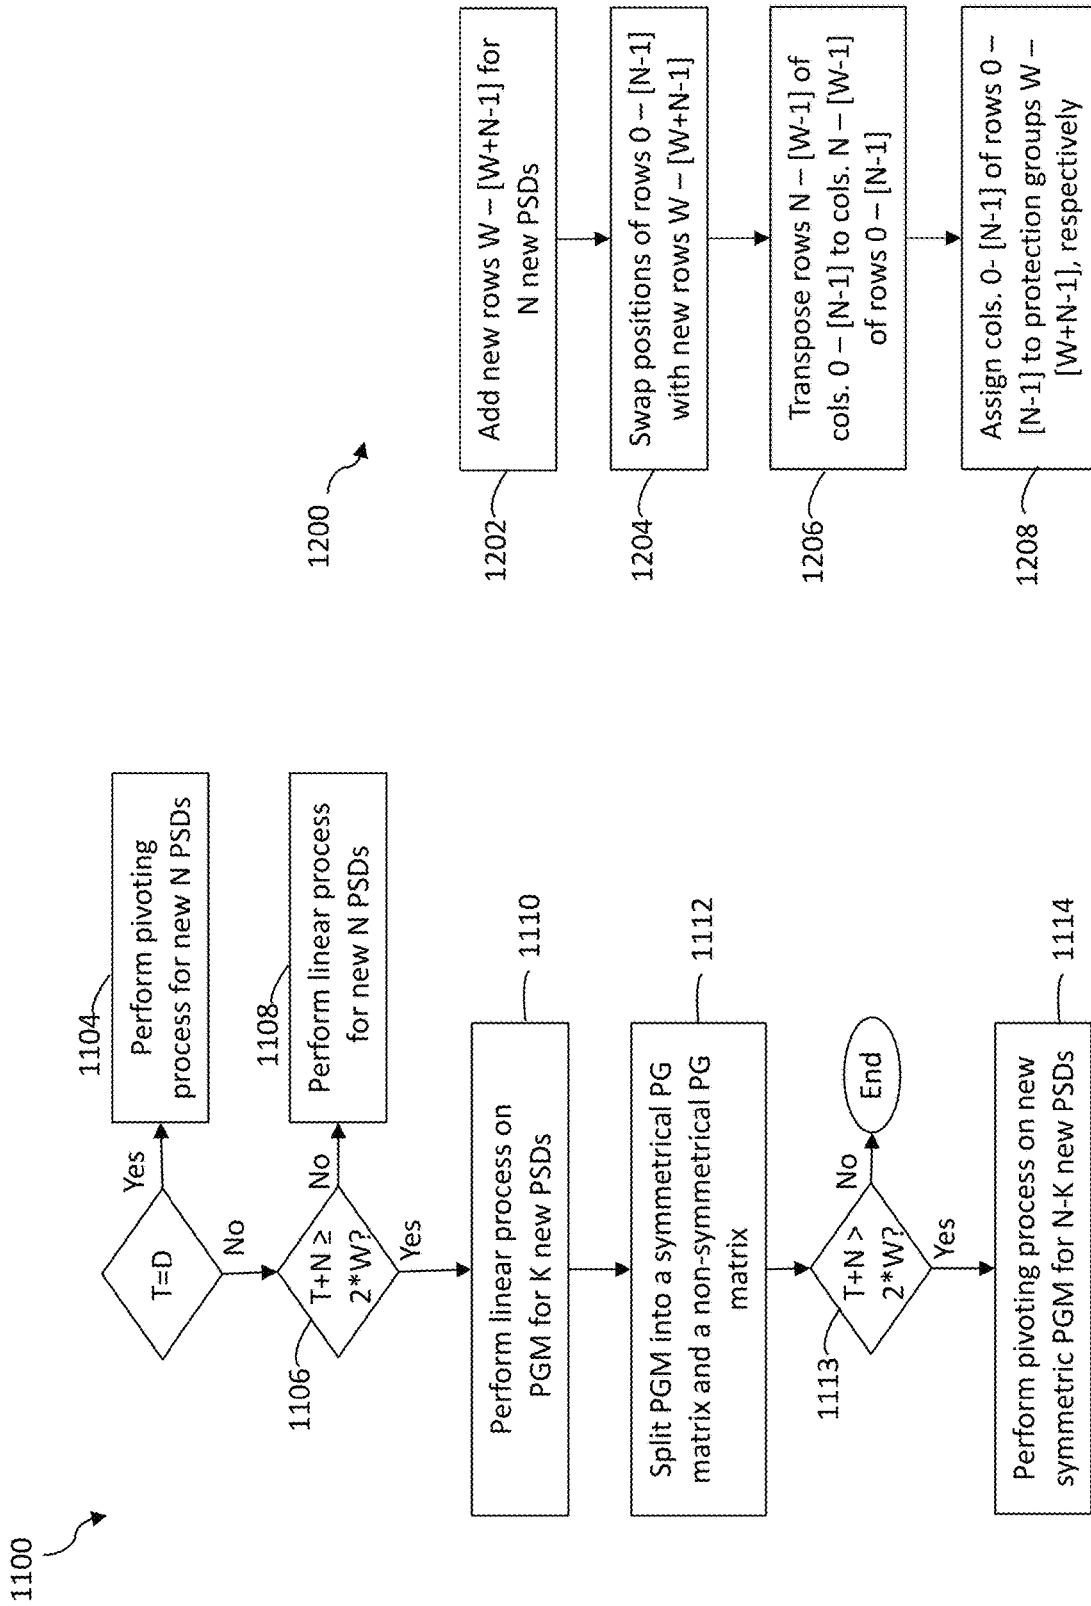 1100
T=D
Yes
1104
Perform pivoting
process for new N PSDs
No
1106
T+N ≥
2*W?
No
1108
Perform linear process
for new N PSDs
Yes
Perform linear process on
PGM for K new PSDs
1110
Split PGM into a symmetrical PG
matrix and a non-symmetrical PG
matrix
1112
1113
T+N >
2*W?
No
End
Yes
Perform pivoting process on new
symmetric PGM for N-K new PSDs
1114
1200
1202
Add new rows W – [W+N-1] for
N new PSDs
1204
Swap positions of rows 0 – [N-1]
with new rows W – [W+N-1]
1206
Transpose rows N – [W-1] of
cols. 0 – [N-1] to cols. N – [W-1]
of rows 0 – [N-1]
1208
Assign cols. 0- [N-1] of rows 0 –
[N-1] to protection groups W –
[W+N-1], respectively